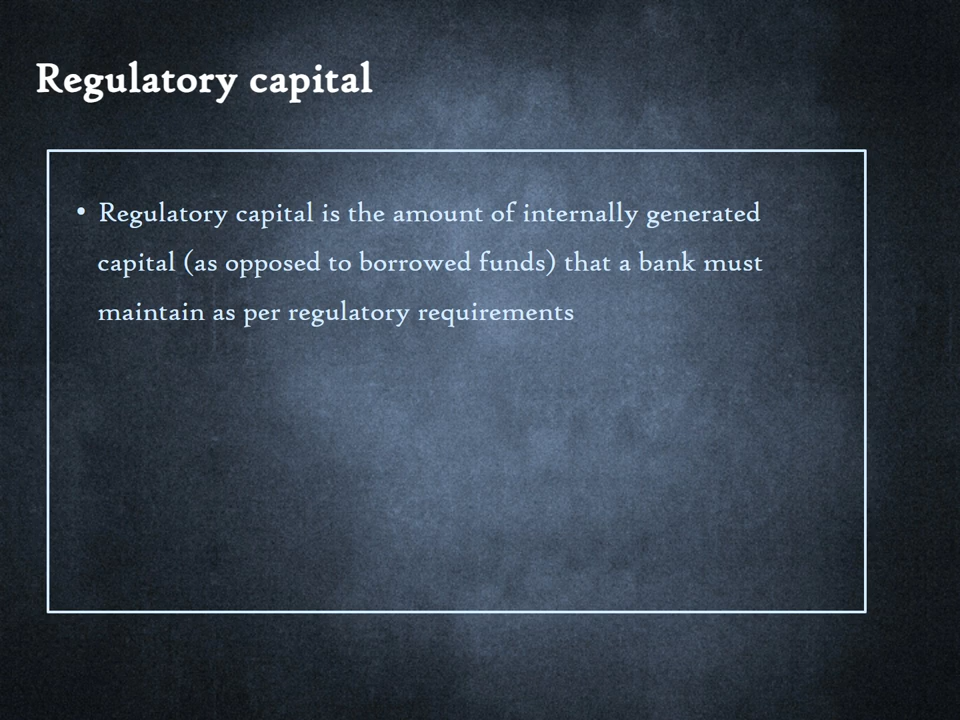 Regulatory capital
• Regulatory capital is the amount of internally generated
capital (as opposed to borrowed funds) that a bank must
maintain as per regulatory requirements